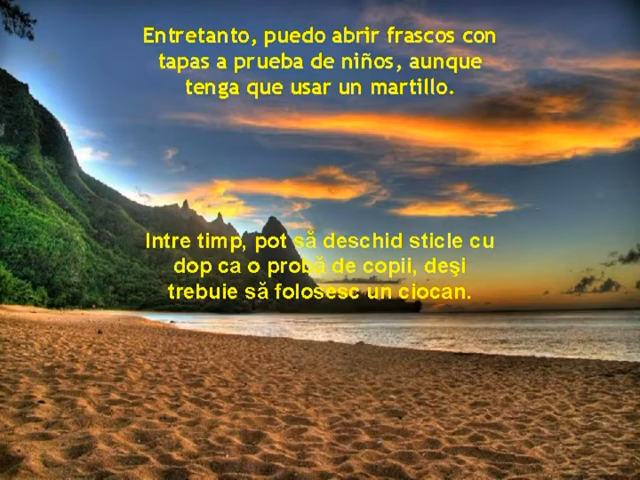 Entretanto, puedo abrir frascos con
tapas a prueba de niños, aunque
tenga que usar un martillo.
Intre timp, pot să deschid sticle cu
dop ca o probă de copii, deşi
trebuie să folosesc un ciocan.